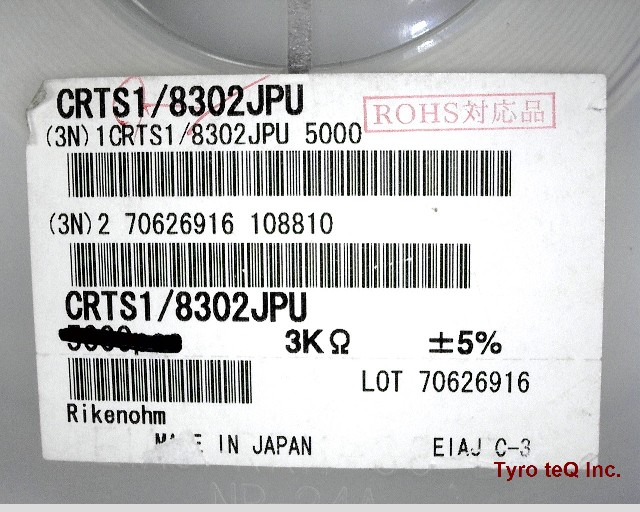 CRTS1/8302JPU
ROHS対応品
(3N)1CRTS1/8302JPU 5000
(3N)2 70626916 108810
CRTS1/8302JPU
3KΩ ±5%
LOT 70626916
Rikenohm
IN JAPAN EIAJ C-3
Tyro teQ Inc.